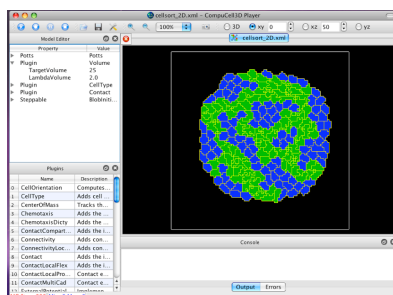 cellsort_2D.xml - CompuCell3D Player
100% 3D xy 0 xz 50 yz
Model Editor
cellsort_2D.xml
Property Value
Potts Potts
Plugin Volume
TargetVolume 25
LambdaVolume 2.0
Plugin CellType
Plugin Contact
Steppable BlobIniti...
Plugins
Name Description
0 CellOrientation Computes...
1 CellType Adds cell ...
2 CenterOfMass Tracks th...
3 Chemotaxis Adds the ...
4 ChemotaxisDicty Adds the ...
5 ContactCompart... Adds the i...
6 Connectivity Adds con...
7 ConnectivityLoc... Adds con...
8 Contact Adds the i...
9 ContactLocalFlex Adds the i...
10 ContactLocalPro... Contact e...
11 ContactMultiCad Contact e...
12 ExternalPotential Implemen...
Console
Output Errors